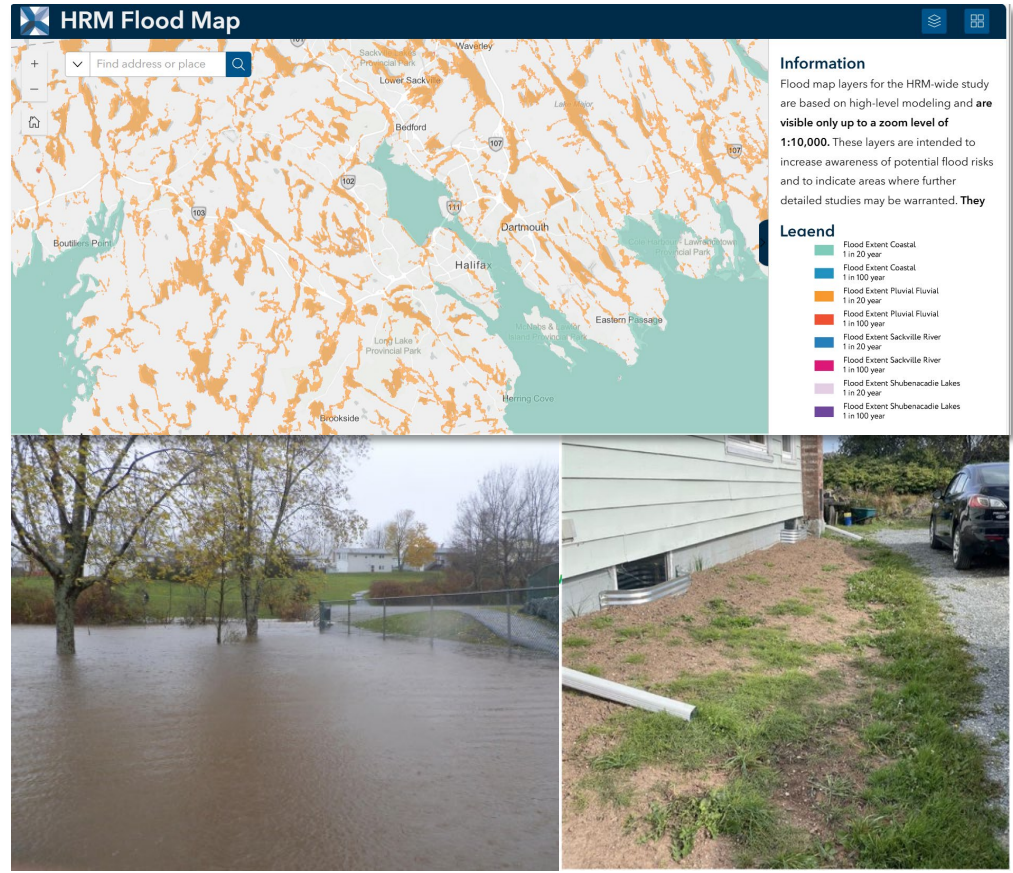 HRM Flood Map
Find address or place
Waverley
Lower Sackville
Lake Major
Bedford
107
107
102
111
103
Dartmouth
Boutiliers Point
Halifax
Provincial Park
Eastern Passage
Long Lake
Provincial Park
Herring Cove
Brookside
Information
Flood map layers for the HRM-wide study
are based on high-level modeling and are
visible only up to a zoom level of
1:10,000. These layers are intended to
increase awareness of potential flood risks
and to indicate areas where further
detailed studies may be warranted. They
Legend
Flood Extent Coastal
1 in 20 year
Flood Extent Coastal
1 in 100 year
Flood Extent Pluvial Fluvial
1 in 20 year
Flood Extent Pluvial Fluvial
1 in 100 year
Flood Extent Sackville River
1 in 20 year
Flood Extent Sackville River
1 in 100 year
Flood Extent Shubenacadie Lakes
1 in 20 year
Flood Extent Shubenacadie Lakes
1 in 100 year